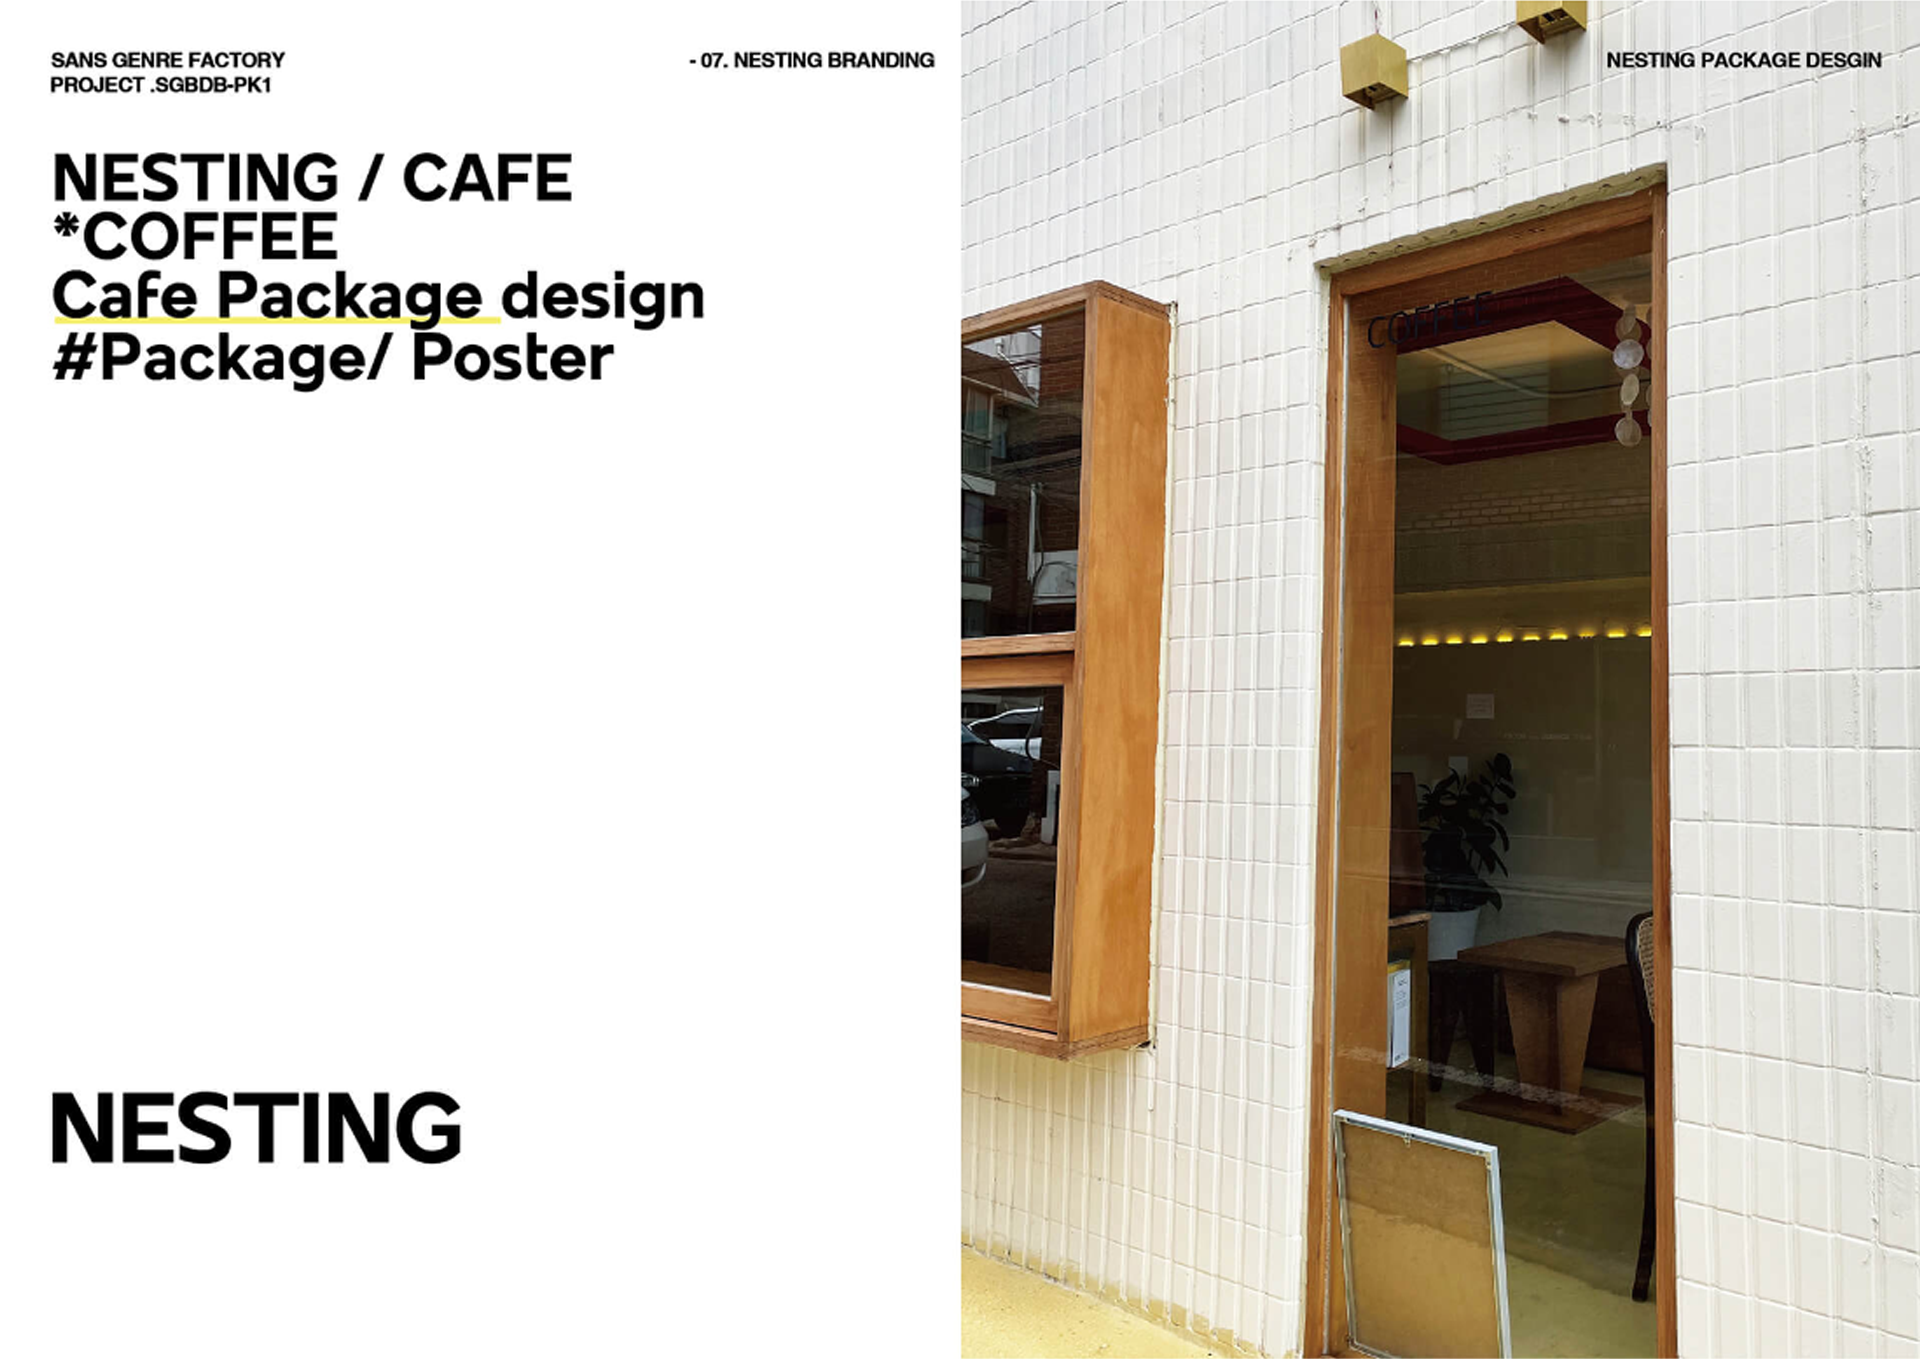 SANS GENRE FACTORY
PROJECT .SGBDB-PK1
- 07. NESTING BRANDING
NESTING PACKAGE DESGIN
NESTING / CAFE
*COFFEE
Cafe Package design
#Package/ Poster
NESTING
COFFEE